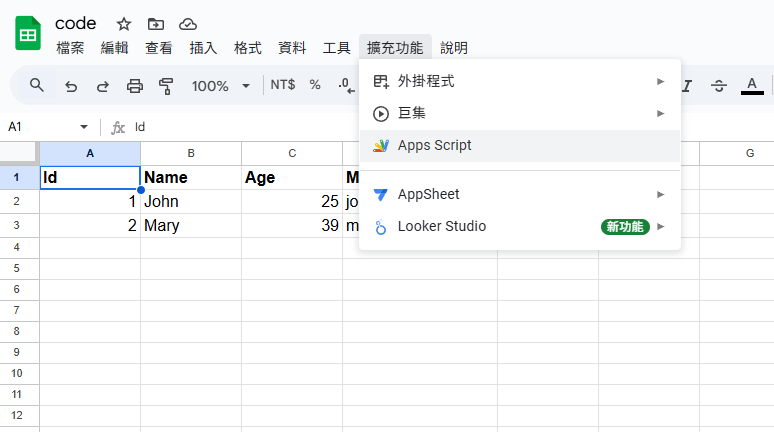 code
檔案 編輯 查看 插入 格式 資料 工具 擴充功能 說明
100% NT$ % .0 I S A
A1 fx Id
外掛程式
巨集
Apps Script
AppSheet
Looker Studio 新功能
A B C G
1 Id Name Age M
2 1 John 25 jo
3 2 Mary 39 m
4
5
6
7
8
9
10
11
12